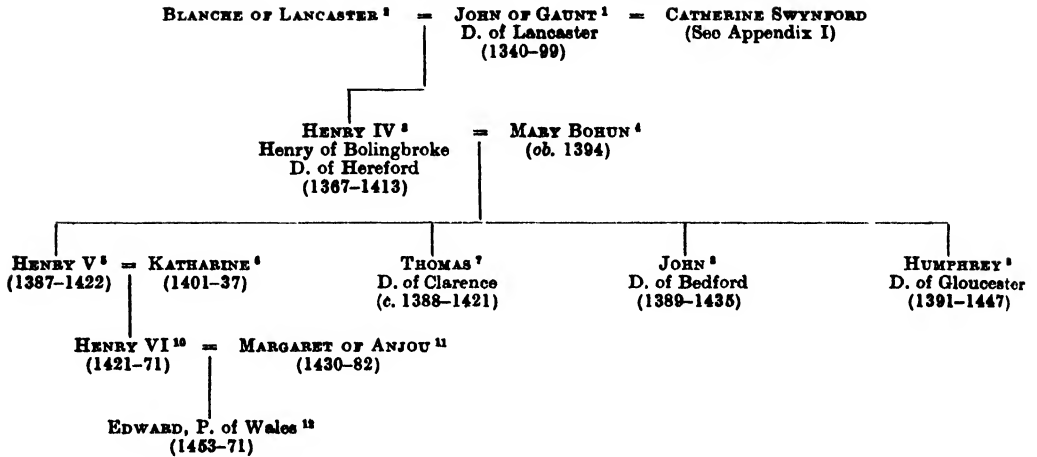 BLANCHE OF LANCASTER ² = JOHN OF GAUNT ¹ = CATHERINE SWYNFORD
D. of Lancaster (See Appendix I)
(1340–99)
HENRY IV ³ = MARY BOHUN ⁴
Henry of Bolingbroke (ob. 1394)
D. of Hereford
(1367–1413)
HENRY V ⁵ = KATHARINE ⁶ THOMAS ⁷ JOHN ⁸ HUMPHREY ⁹
(1387–1422) (1401–37) D. of Clarence D. of Bedford D. of Gloucester
(c. 1388–1421) (1389–1435) (1391–1447)
HENRY VI ¹⁰ = MARGARET OF ANJOU ¹¹
(1421–71) (1430–82)
EDWARD, P. of Wales ¹²
(1453–71)